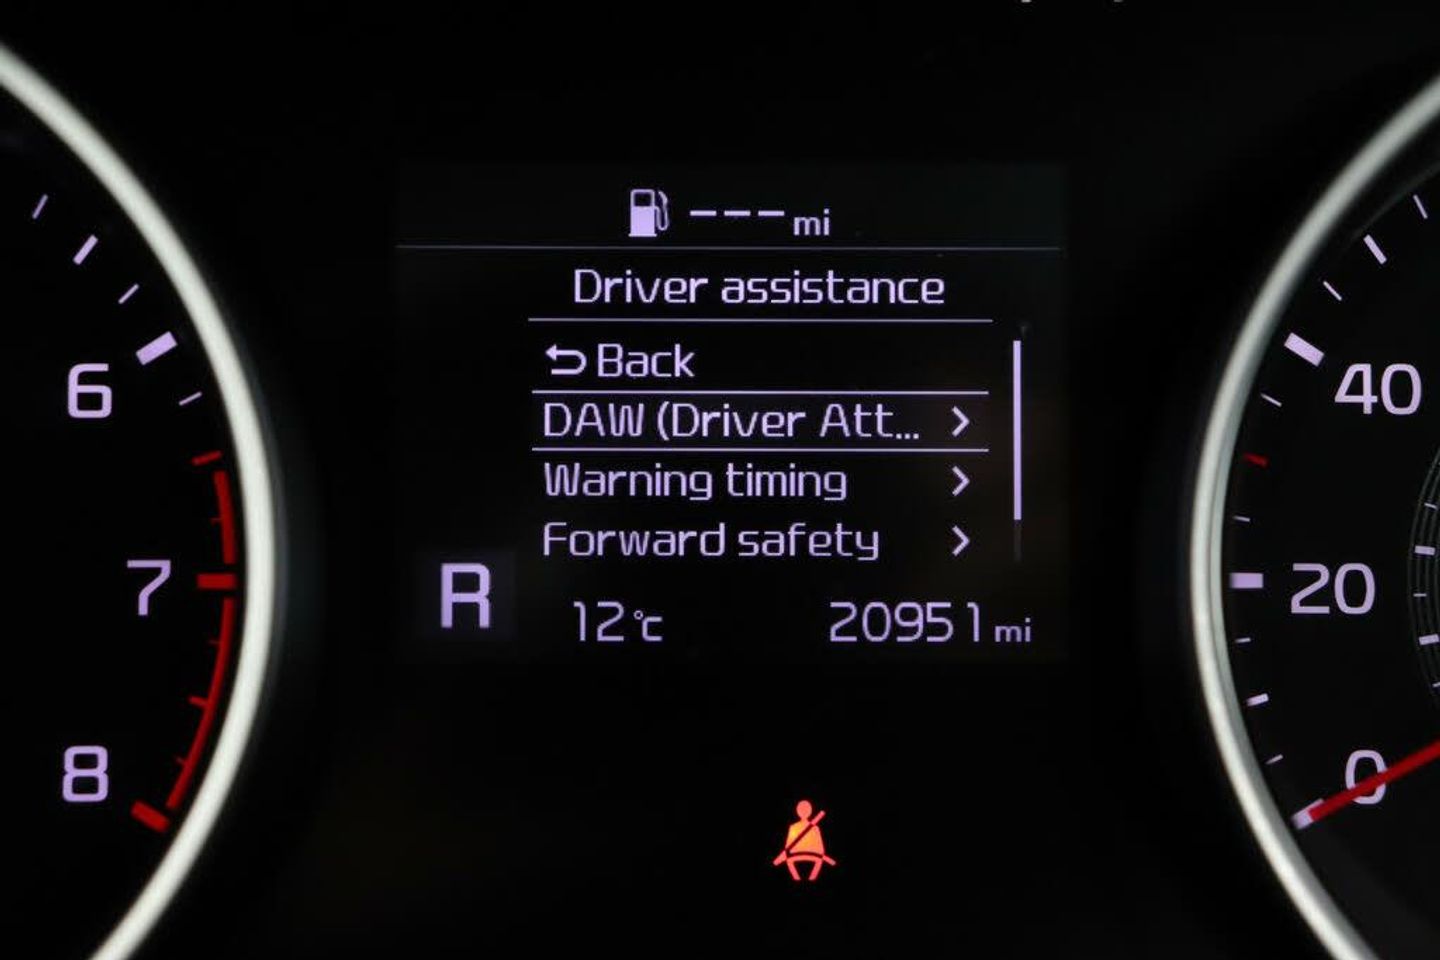 --- mi
Driver assistance
Back
DAW (Driver Att...
Warning timing
Forward safety
R
12°C
20951 mi
6
7
8
40
20
0